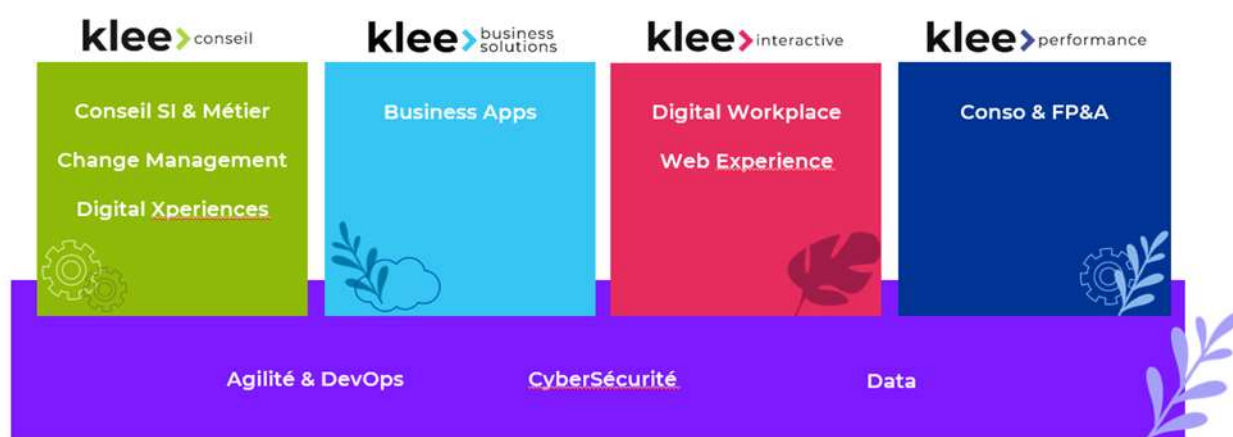 klee conseil
Conseil SI & Métier
Change Management
Digital Xperiences
klee business solutions
Business Apps
klee interactive
Digital Workplace
Web Experience
klee performance
Conso & FP&A
Agilité & DevOps
CyberSécurité
Data